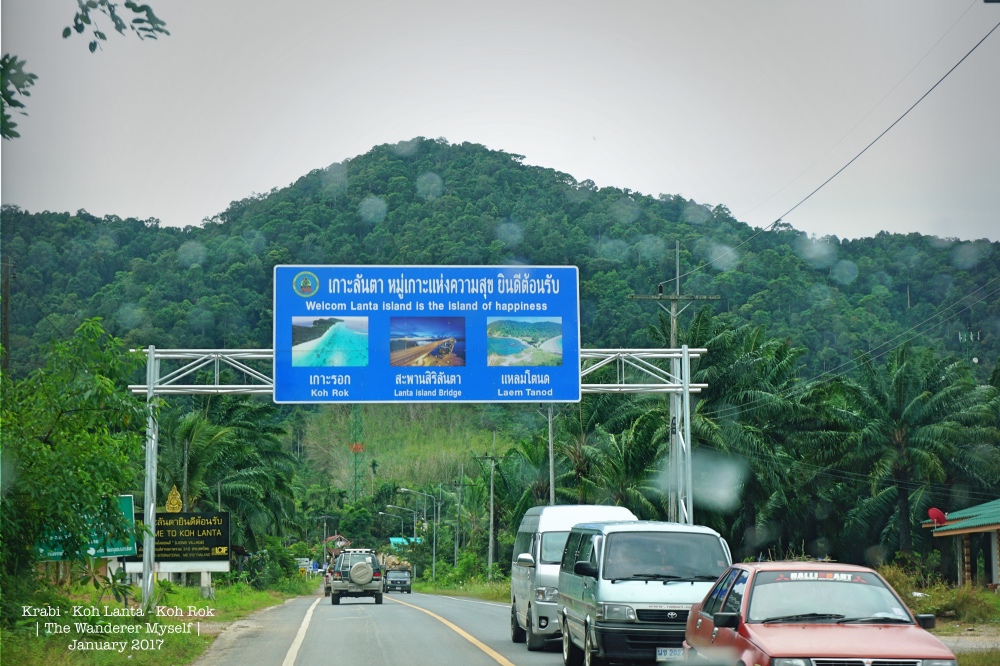 เกาะลันตา หมู่เกาะแห่งความสุข ยินดีต้อนรับ
Welcom Lanta island is the island of happiness
เกาะรอก
Koh Rok
สะพานสิริลันตา
Lanta island Bridge
แหลมโตนด
Laem Tanod
TO KOH LANTA
RALLI ART
Krabi - Koh Lanta - Koh Rok
| The Wanderer Myself |
January 2017